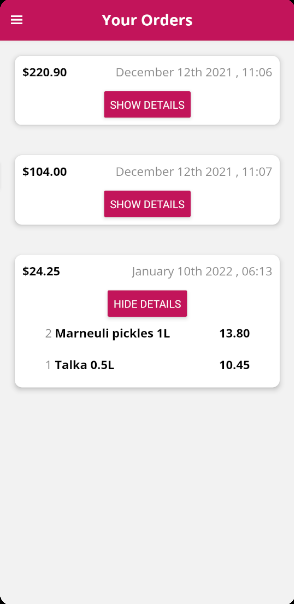 Your Orders
$220.90 December 12th 2021 , 11:06
SHOW DETAILS
$104.00 December 12th 2021 , 11:07
SHOW DETAILS
$24.25 January 10th 2022 , 06:13
HIDE DETAILS
2 Marneuli pickles 1L 13.80
1 Talka 0.5L 10.45